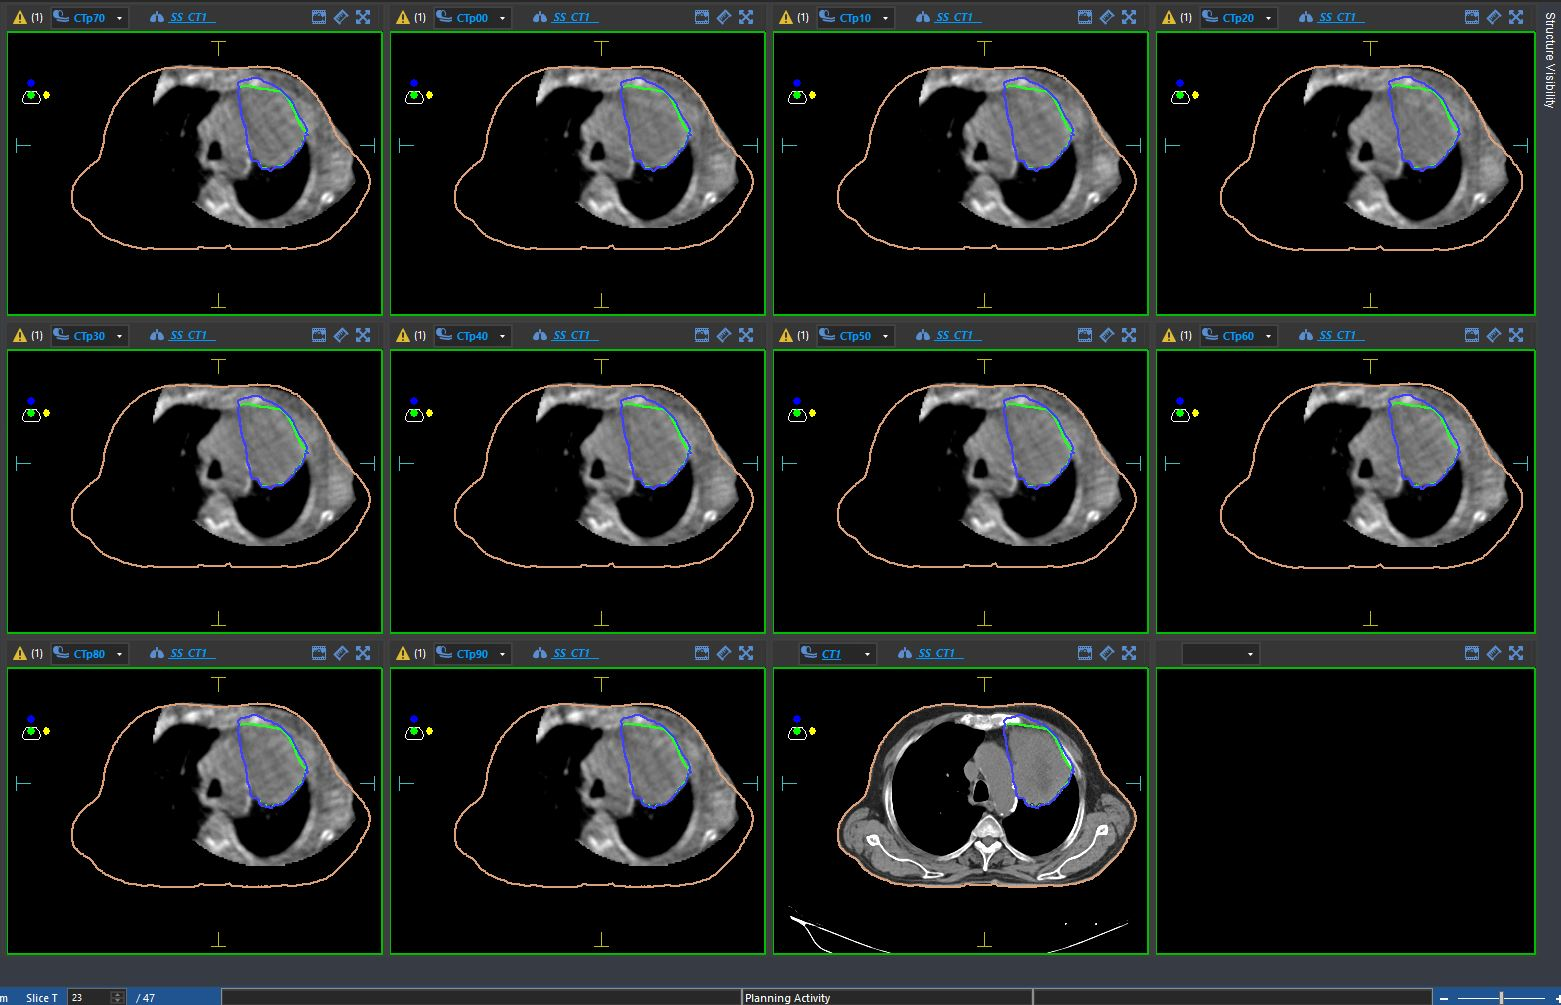 (1) CTp70 SS_CT1 (1) CTp00 SS_CT1 (1) CTp10 SS_CT1 (1) CTp20 SS_CT1
Structure Visibility
(1) CTp30 SS_CT1 (1) CTp40 SS_CT1 (1) CTp50 SS_CT1 (1) CTp60 SS_CT1
(1) CTp80 SS_CT1 (1) CTp90 SS_CT1 CT1 SS_CT1
m Slice T 23 / 47 Planning Activity